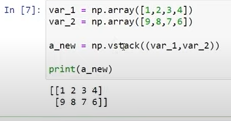 In [7]: var_1 = np.array([1,2,3,4])
var_2 = np.array([9,8,7,6])
a_new = np.vstack((var_1,var_2))
print(a_new)
[[1 2 3 4]
[9 8 7 6]]